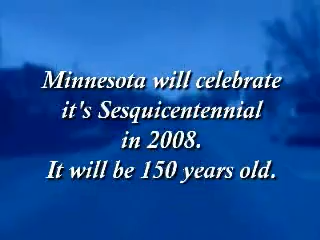 Minnesota will celebrate
it's Sesquicentennial
in 2008.
It will be 150 years old.